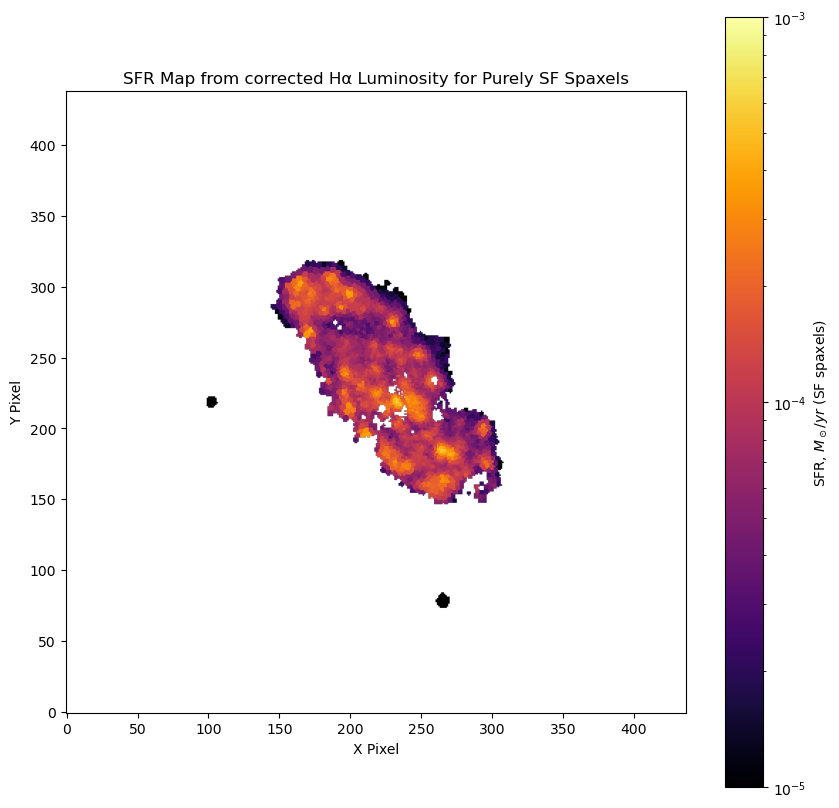 SFR Map from corrected Hα Luminosity for Purely SF Spaxels
Y Pixel
400
350
300
250
200
150
100
50
0
0 50 100 150 200 250 300 350 400
X Pixel
10⁻³
10⁻⁴
10⁻⁵
SFR, M⊙/yr (SF spaxels)